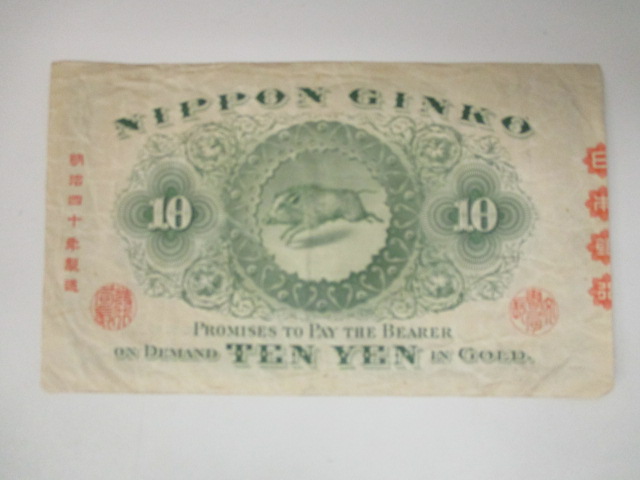 NIPPON GINKO
明治四十年製造
10
10
PROMISES TO PAY THE BEARER
ON DEMAND TEN YEN IN GOLD.